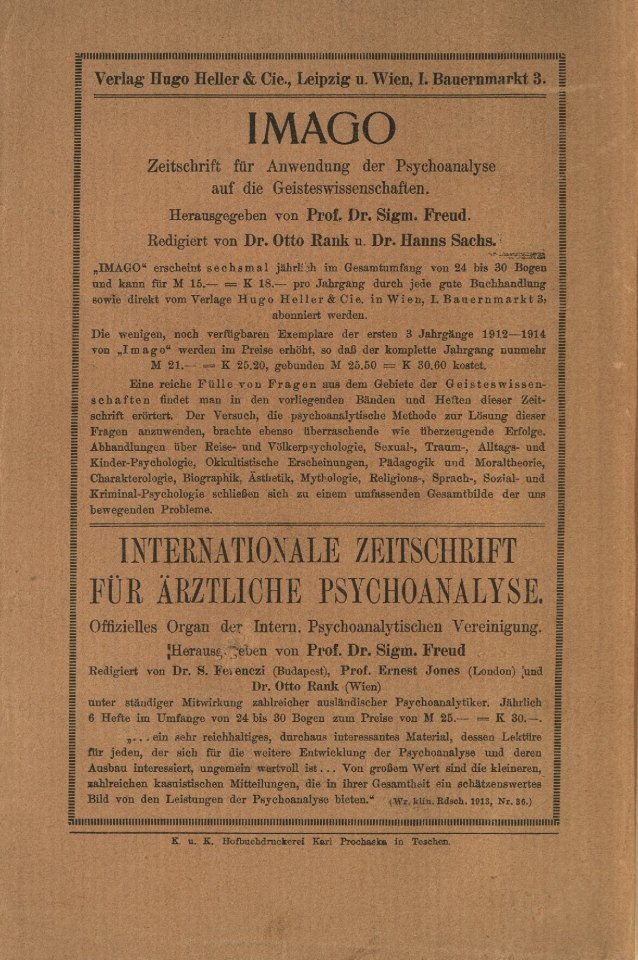 Verlag Hugo Heller & Cie., Leipzig u. Wien, I. Bauernmarkt 3.
IMAGO
Zeitschrift für Anwendung der Psychoanalyse
auf die Geisteswissenschaften.
Herausgegeben von Prof. Dr. Sigm. Freud.
Redigiert von Dr. Otto Rank u. Dr. Hanns Sachs.
„IMAGO“ erscheint sechsmal jährlich im Gesamtumfang von 24 bis 30 Bogen
und kann für M 15.— = K 18.— pro Jahrgang durch jede gute Buchhandlung
sowie direkt vom Verlage Hugo Heller & Cie. in Wien, I. Bauernmarkt 3,
abonniert werden.
Die wenigen, noch verfügbaren Exemplare der ersten 3 Jahrgänge 1912—1914
von „Imago“ werden im Preise erhöht, so daß der komplette Jahrgang nunmehr
M 21.— = K 25.20, gebunden M 25.50 = K 30.60 kostet.
Eine reiche Fülle von Fragen aus dem Gebiete der Geisteswissen-
schaften findet man in den vorliegenden Bänden und Heften dieser Zeit-
schrift erörtert. Der Versuch, die psychoanalytische Methode zur Lösung dieser
Fragen anzuwenden, brachte ebenso überraschende wie überzeugende Erfolge.
Abhandlungen über Reise- und Völkerpsychologie, Sexual-, Traum-, Alltags- und
Kinder-Psychologie, Okkultistische Erscheinungen, Pädagogik und Moraltheorie,
Charakterologie, Biographik, Ästhetik, Mythologie, Religions-, Sprach-, Sozial- und
Kriminal-Psychologie schließen sich zu einem umfassenden Gesamtbilde der uns
bewegenden Probleme.
INTERNATIONALE ZEITSCHRIFT
FÜR ÄRZTLICHE PSYCHOANALYSE.
Offizielles Organ der Intern. Psychoanalytischen Vereinigung.
Herausgegeben von Prof. Dr. Sigm. Freud
Redigiert von Dr. S. Ferenczi (Budapest), Prof. Ernest Jones (London) und
Dr. Otto Rank (Wien)
unter ständiger Mitwirkung zahlreicher ausländischer Psychoanalytiker. Jährlich
6 Hefte im Umfange von 24 bis 30 Bogen zum Preise von M 25.— = K 30.—.
„... ein sehr reichhaltiges, durchaus interessantes Material, dessen Lektüre
für jeden, der sich für die weitere Entwicklung der Psychoanalyse und deren
Ausbau interessiert, ungemein wertvoll ist ... Von großem Wert sind die kleineren,
zahlreichen kasuistischen Mitteilungen, die in ihrer Gesamtheit ein schätzenswertes
Bild von den Leistungen der Psychoanalyse bieten.“ (Wr. klin. Rdsch. 1913, Nr. 36.)
K. u. K. Hofbuchdruckerei Karl Prochaska in Teschen.